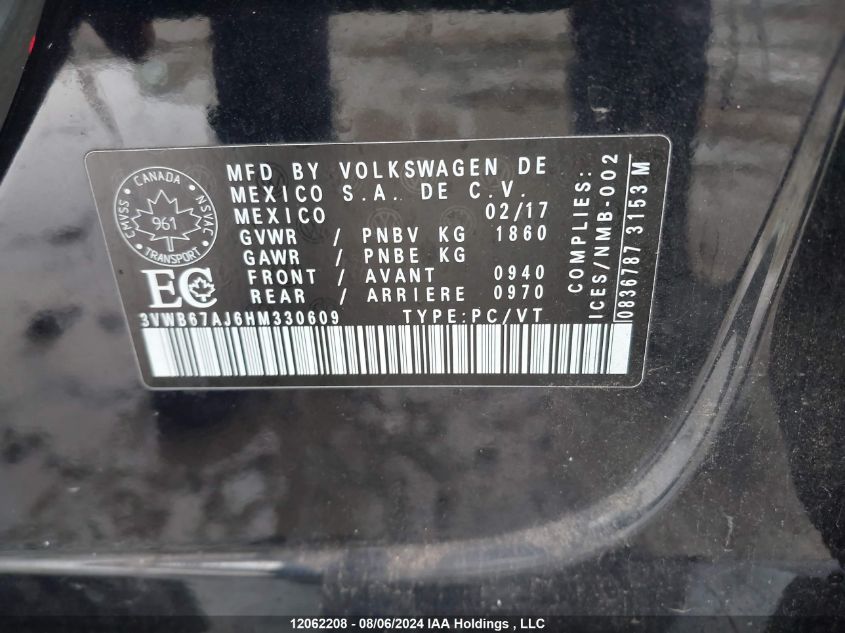 MFD BY VOLKSWAGEN DE
MEXICO S.A. DE C.V.
MEXICO 02/17
GVWR / PNBV KG 1860
GAWR / PNBE KG
FRONT / AVANT 0940
REAR / ARRIERE 0970
3VWB67AJ6HM330609 TYPE:PC/VT
CANADA
CMVSS NSVAC
961
TRANSPORT
EC
COMPLIES:
ICES/NMB-002
0836787 3153 M
12062208 - 08/06/2024 IAA Holdings , LLC